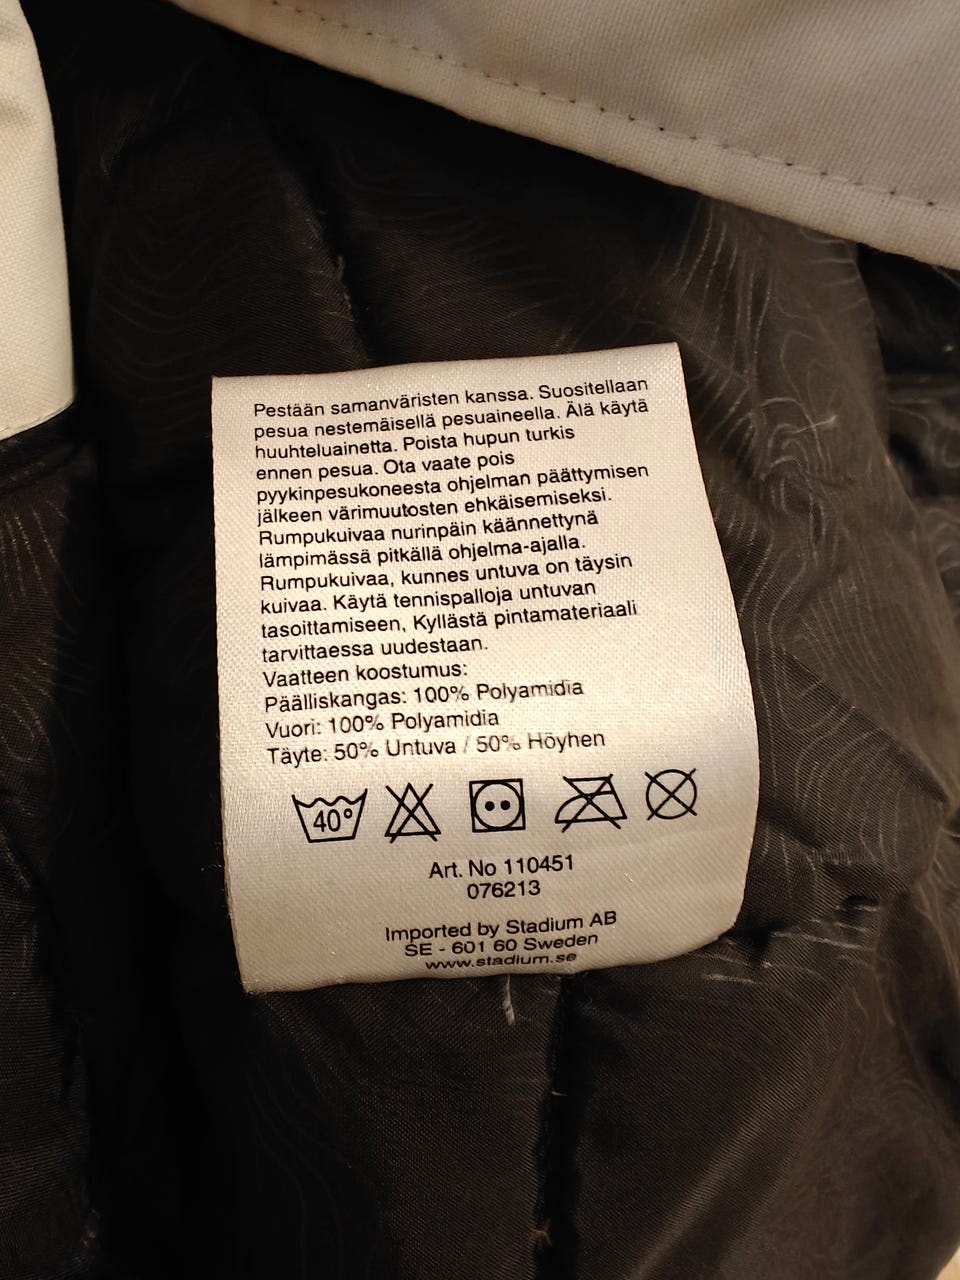 Pestään samanväristen kanssa. Suositellaan
pesua nestemäisellä pesuaineella. Älä käytä
huuhteluainetta. Poista hupun turkis
ennen pesua. Ota vaate pois
pyykinpesukoneesta ohjelman päättymisen
jälkeen värimuutosten ehkäisemiseksi.
Rumpukuivaa nurinpäin käännettynä
lämpimässä pitkällä ohjelma-ajalla.
Rumpukuivaa, kunnes untuva on täysin
kuivaa. Käytä tennispalloja untuvan
tasoittamiseen, Kyllästä pintamateriaali
tarvittaessa uudestaan.
Vaatteen koostumus:
Päälliskangas: 100% Polyamidia
Vuori: 100% Polyamidia
Täyte: 50% Untuva / 50% Höyhen
40°
Art. No 110451
076213
Imported by Stadium AB
SE - 601 60 Sweden
www.stadium.se